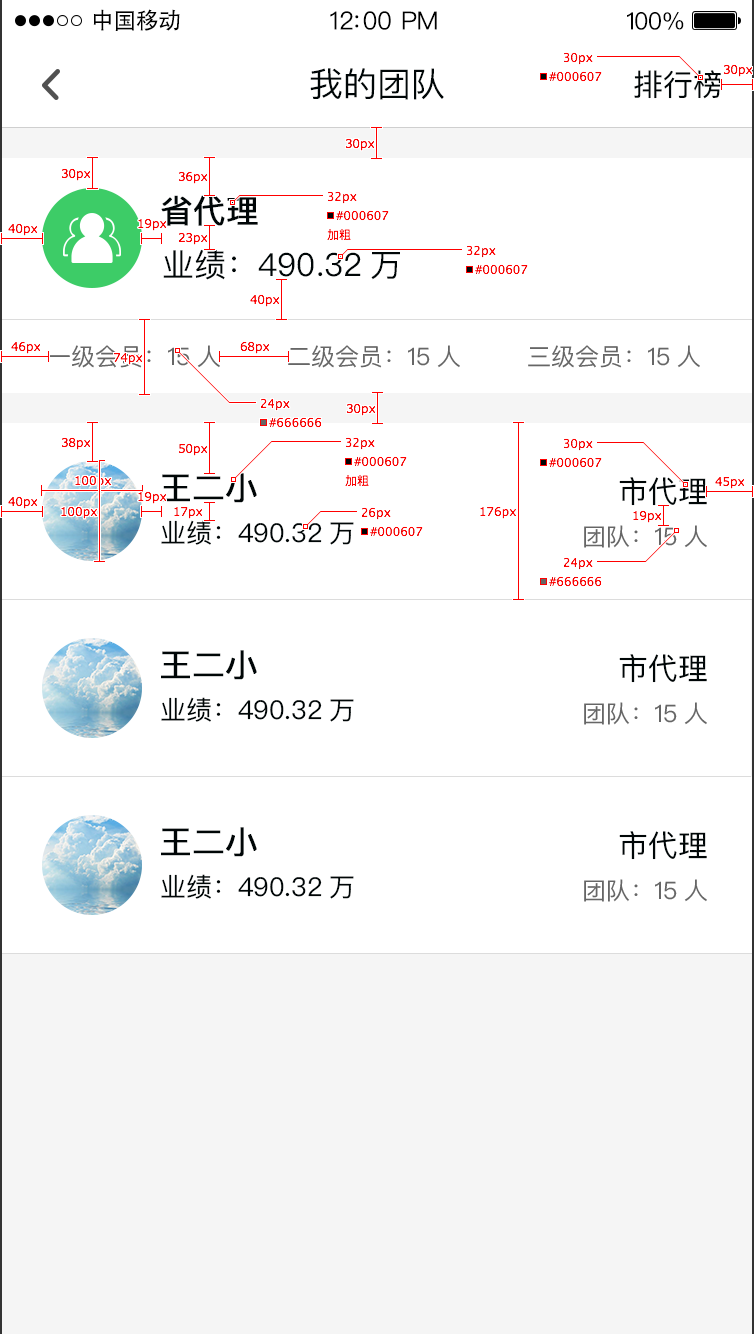 中国移动 12:00 PM 100%
我的团队 排行榜
30px
#000607
30px
30px
30px
36px
40px
19px
23px
省代理
32px
#000607
加粗
业绩：490.32 万
32px
#000607
40px
46px
74px
68px
一级会员：15 人 二级会员：15 人 三级会员：15 人
24px
#666666
30px
38px
50px
100px
100px
40px
19px
17px
王二小
32px
#000607
加粗
业绩：490.32 万
26px
#000607
176px
30px
#000607
市代理
45px
19px
团队：15 人
24px
#666666
王二小 市代理
业绩：490.32 万 团队：15 人
王二小 市代理
业绩：490.32 万 团队：15 人